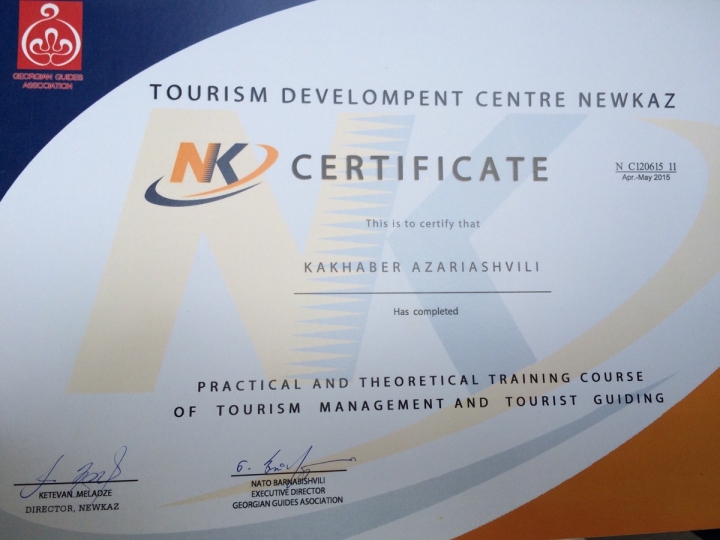 GEORGIAN GUIDES
ASSOCIATION
TOURISM DEVELOMPENT CENTRE NEWKAZ
NK
CERTIFICATE
N C120615 11
Apr.-May 2015
This is to certify that
KAKHABER AZARIASHVILI
Has completed
PRACTICAL AND THEORETICAL TRAINING COURSE
OF TOURISM MANAGEMENT AND TOURIST GUIDING
KETEVAN MELADZE
DIRECTOR, NEWKAZ
NATO BARNABISHVILI
EXECUTIVE DIRECTOR
GEORGIAN GUIDES ASOCIATION